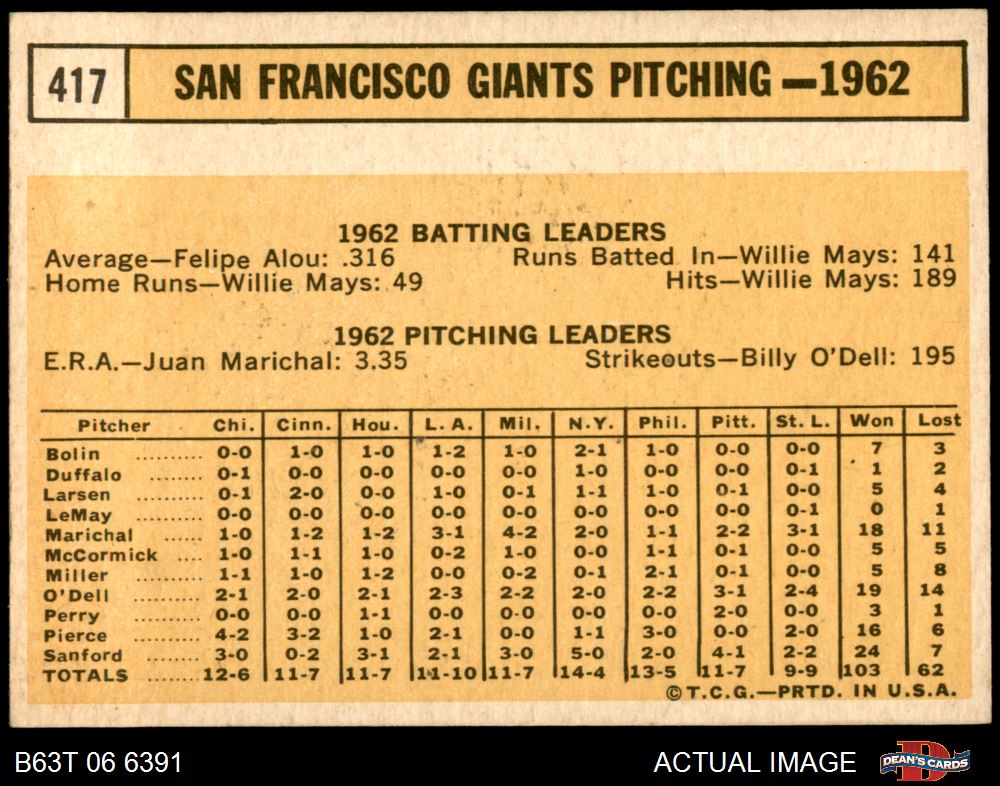 417 SAN FRANCISCO GIANTS PITCHING—1962
1962 BATTING LEADERS
Average—Felipe Alou: .316 Runs Batted In—Willie Mays: 141
Home Runs—Willie Mays: 49 Hits—Willie Mays: 189
1962 PITCHING LEADERS
E.R.A.—Juan Marichal: 3.35 Strikeouts—Billy O'Dell: 195
Pitcher Chi. Cinn. Hou. L. A. Mil. N.Y. Phil. Pitt. St. L. Won Lost
Bolin .......... 0-0 1-0 1-0 1-2 1-0 2-1 1-0 0-0 0-0 7 3
Duffalo .......... 0-1 0-0 0-0 0-0 0-0 1-0 0-0 0-0 0-1 1 2
Larsen .......... 0-1 2-0 0-0 1-0 0-1 1-1 1-0 0-1 0-0 5 4
LeMay .......... 0-0 0-0 0-0 0-0 0-0 0-0 0-0 0-0 0-1 0 1
Marichal ...... 1-0 1-2 1-2 3-1 4-2 2-0 1-1 2-2 3-1 18 11
McCormick .... 1-0 1-1 1-0 0-2 1-0 0-0 1-1 0-1 0-0 5 5
Miller .......... 1-1 1-0 1-2 0-0 0-2 0-1 2-1 0-1 0-0 5 8
O'Dell .......... 2-1 2-0 2-1 2-3 2-2 2-0 2-2 3-1 2-4 19 14
Perry .......... 0-0 0-0 1-1 0-0 0-0 0-0 0-0 2-0 0-0 3 1
Pierce .......... 4-2 3-2 1-0 2-1 0-0 1-1 3-0 0-0 2-0 16 6
Sanford ........ 3-0 0-2 3-1 2-1 3-0 5-0 2-0 4-1 2-2 24 7
TOTALS ........ 12-6 11-7 11-7 11-10 11-7 14-4 13-5 11-7 9-9 103 62
©T.C.G.—PRTD. IN U.S.A.
B63T 06 6391 ACTUAL IMAGE DEAN'S CARDS